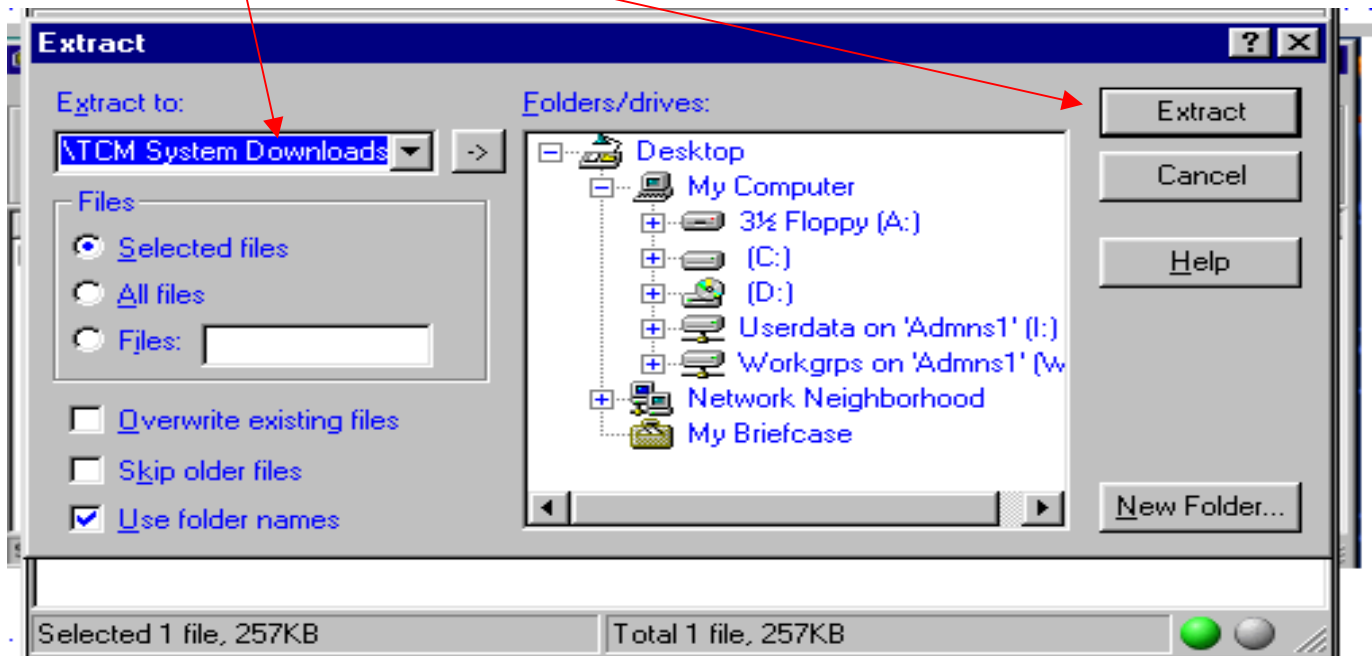 Extract
Extract to:
\TCM System Downloads
->
Files
Selected files
All files
Files:
Overwrite existing files
Skip older files
Use folder names
Folders/drives:
Desktop
My Computer
3½ Floppy (A:)
(C:)
(D:)
Userdata on 'Admns1' (I:)
Workgrps on 'Admns1' (W
Network Neighborhood
My Briefcase
Extract
Cancel
Help
New Folder...
Selected 1 file, 257KB
Total 1 file, 257KB